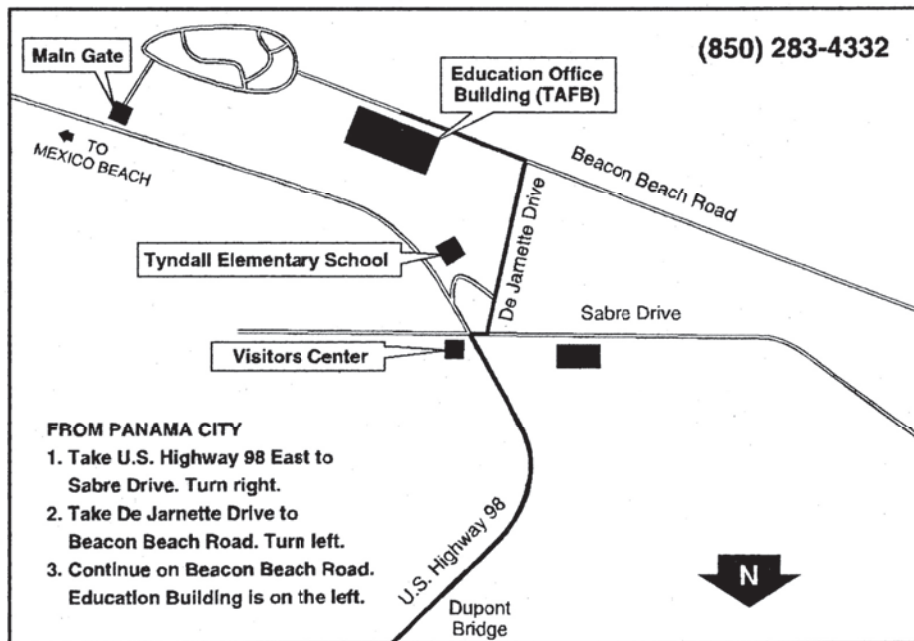 (850) 283-4332
Main Gate
Education Office
Building (TAFB)
TO
MEXICO BEACH
Beacon Beach Road
De Jarnette Drive
Tyndall Elementary School
Sabre Drive
Visitors Center
FROM PANAMA CITY
1. Take U.S. Highway 98 East to
Sabre Drive. Turn right.
2. Take De Jarnette Drive to
Beacon Beach Road. Turn left.
3. Continue on Beacon Beach Road.
Education Building is on the left.
U.S. Highway 98
Dupont
Bridge
N